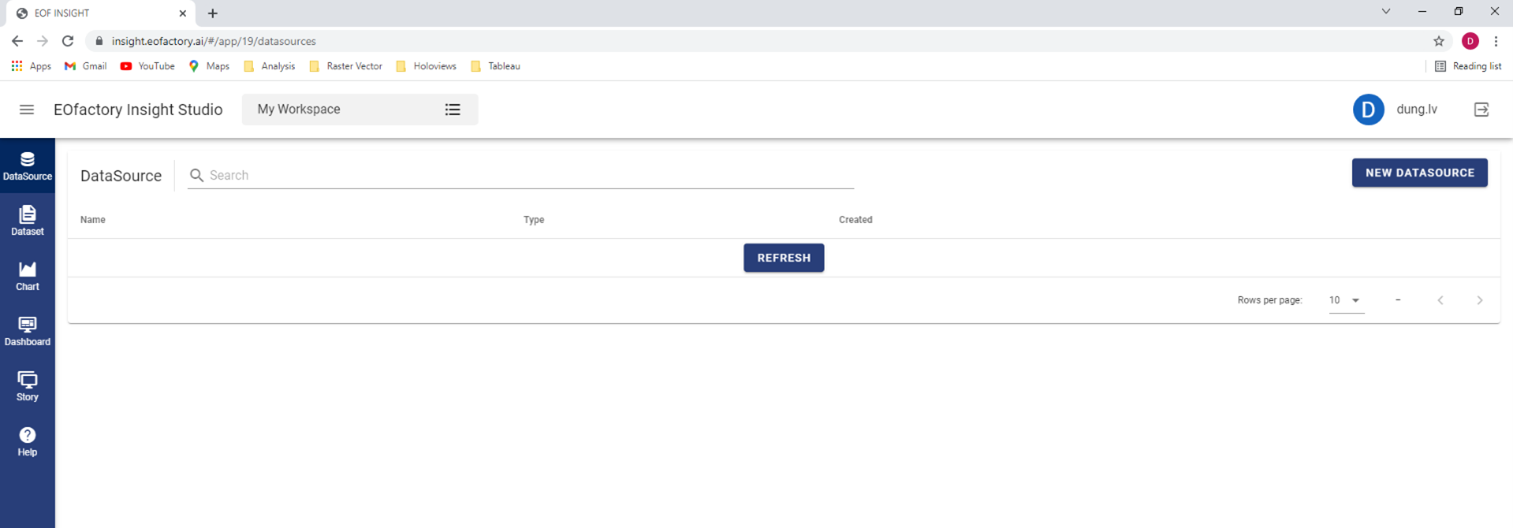 EOF INSIGHT
insight.eofactory.ai/#/app/19/datasources
D
Apps Gmail YouTube Maps Analysis Raster Vector Holoviews Tableau Reading list
EOfactory Insight Studio My Workspace D dung.lv
DataSource
Dataset
Chart
Dashboard
Story
? Help
DataSource Search NEW DATASOURCE
Name Type Created
REFRESH
Rows per page: 10 –